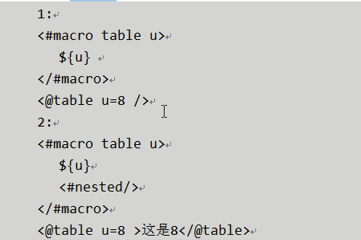 1:
<#macro table u>
${u}
</#macro>
<@table u=8 />
2:
<#macro table u>
${u}
<#nested/>
</#macro>
<@table u=8 >这是8</@table>